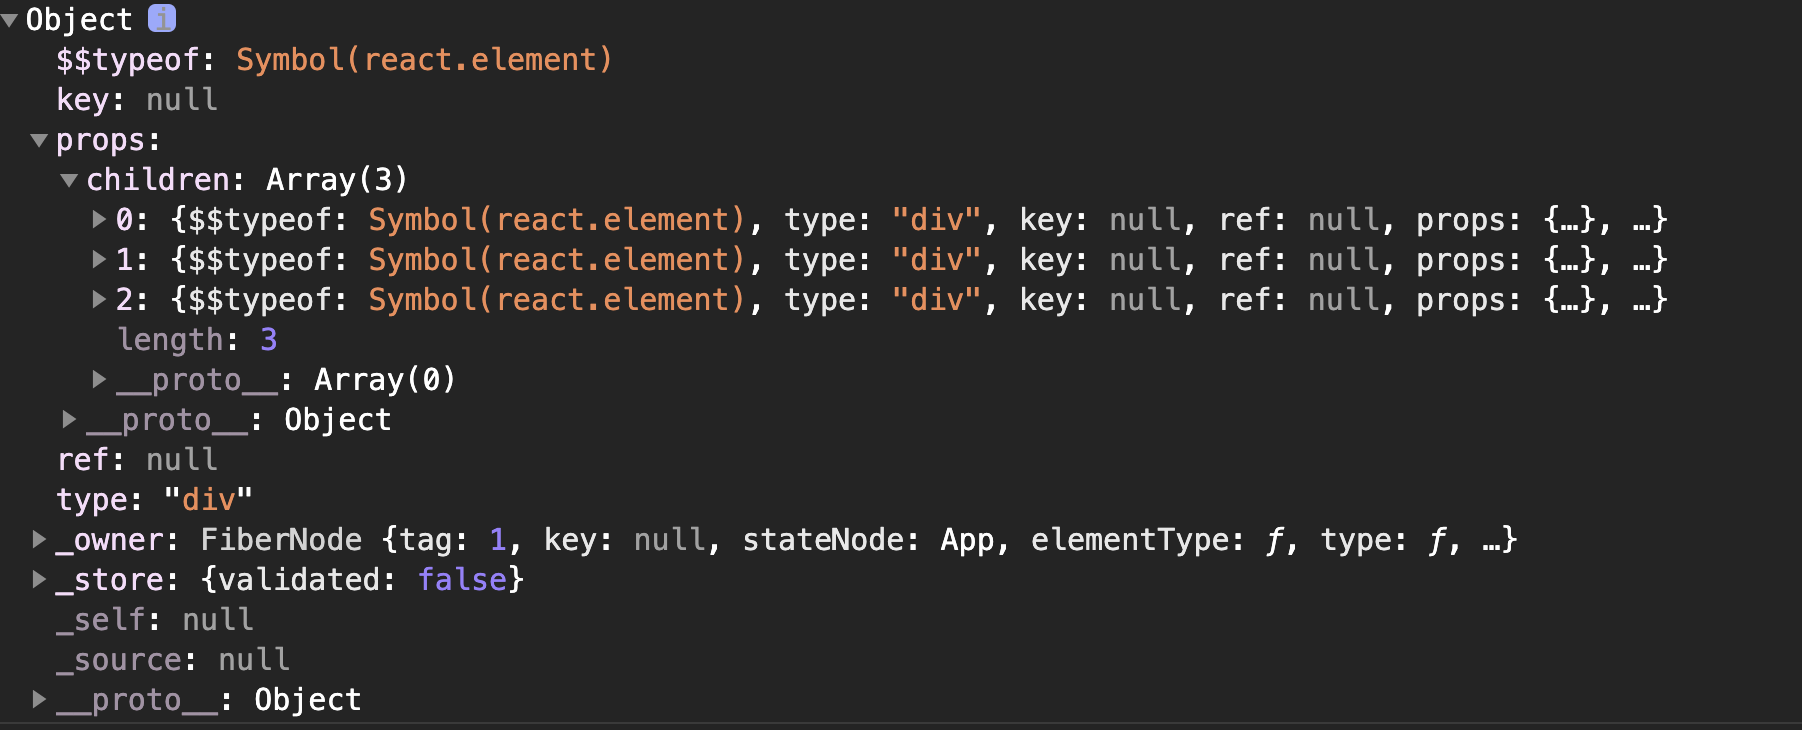 Object i
$$typeof: Symbol(react.element)
key: null
props:
children: Array(3)
0: {$$typeof: Symbol(react.element), type: "div", key: null, ref: null, props: {…}, …}
1: {$$typeof: Symbol(react.element), type: "div", key: null, ref: null, props: {…}, …}
2: {$$typeof: Symbol(react.element), type: "div", key: null, ref: null, props: {…}, …}
length: 3
__proto__: Array(0)
__proto__: Object
ref: null
type: "div"
_owner: FiberNode {tag: 1, key: null, stateNode: App, elementType: ƒ, type: ƒ, …}
_store: {validated: false}
_self: null
_source: null
__proto__: Object